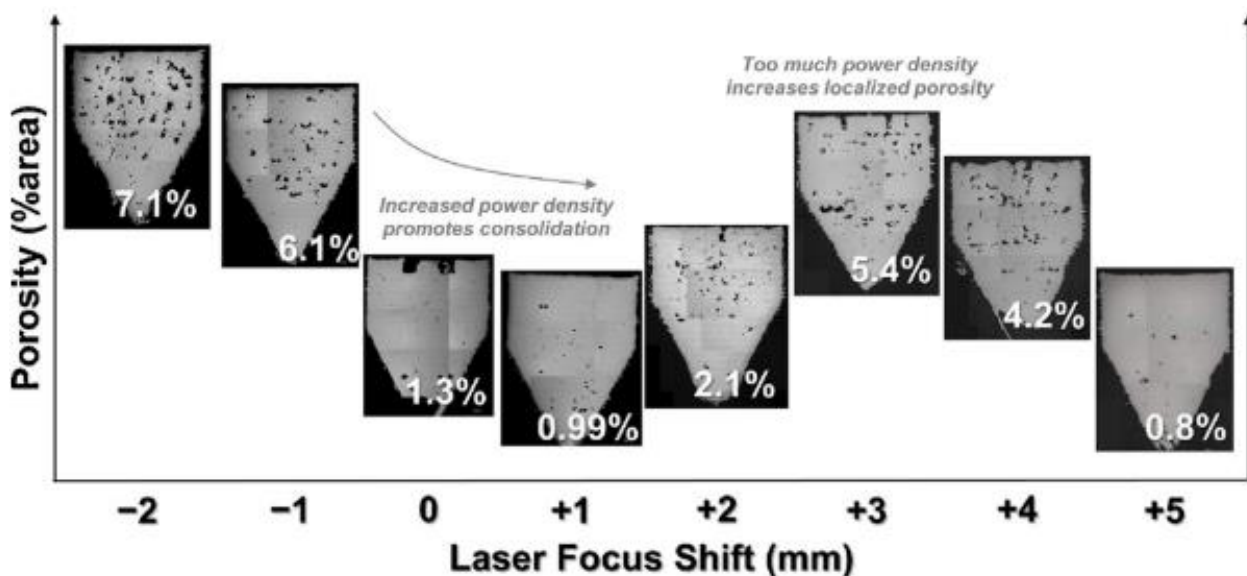 Porosity (%area)
Too much power density
increases localized porosity
Increased power density
promotes consolidation
7.1%
6.1%
1.3%
0.99%
2.1%
5.4%
4.2%
0.8%
−2
−1
0
+1
+2
+3
+4
+5
Laser Focus Shift (mm)